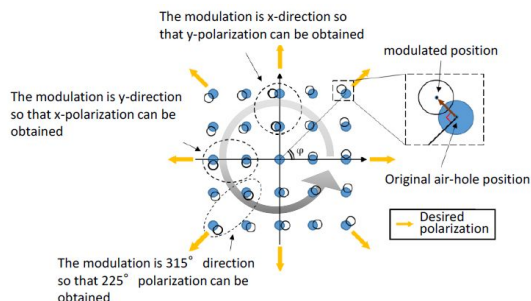 The modulation is x-direction so
that y-polarization can be obtained
modulated position
The modulation is y-direction
so that x-polarization can be
obtained
φ
Original air-hole position
Desired
polarization
The modulation is 315° direction
so that 225° polarization can be
obtained